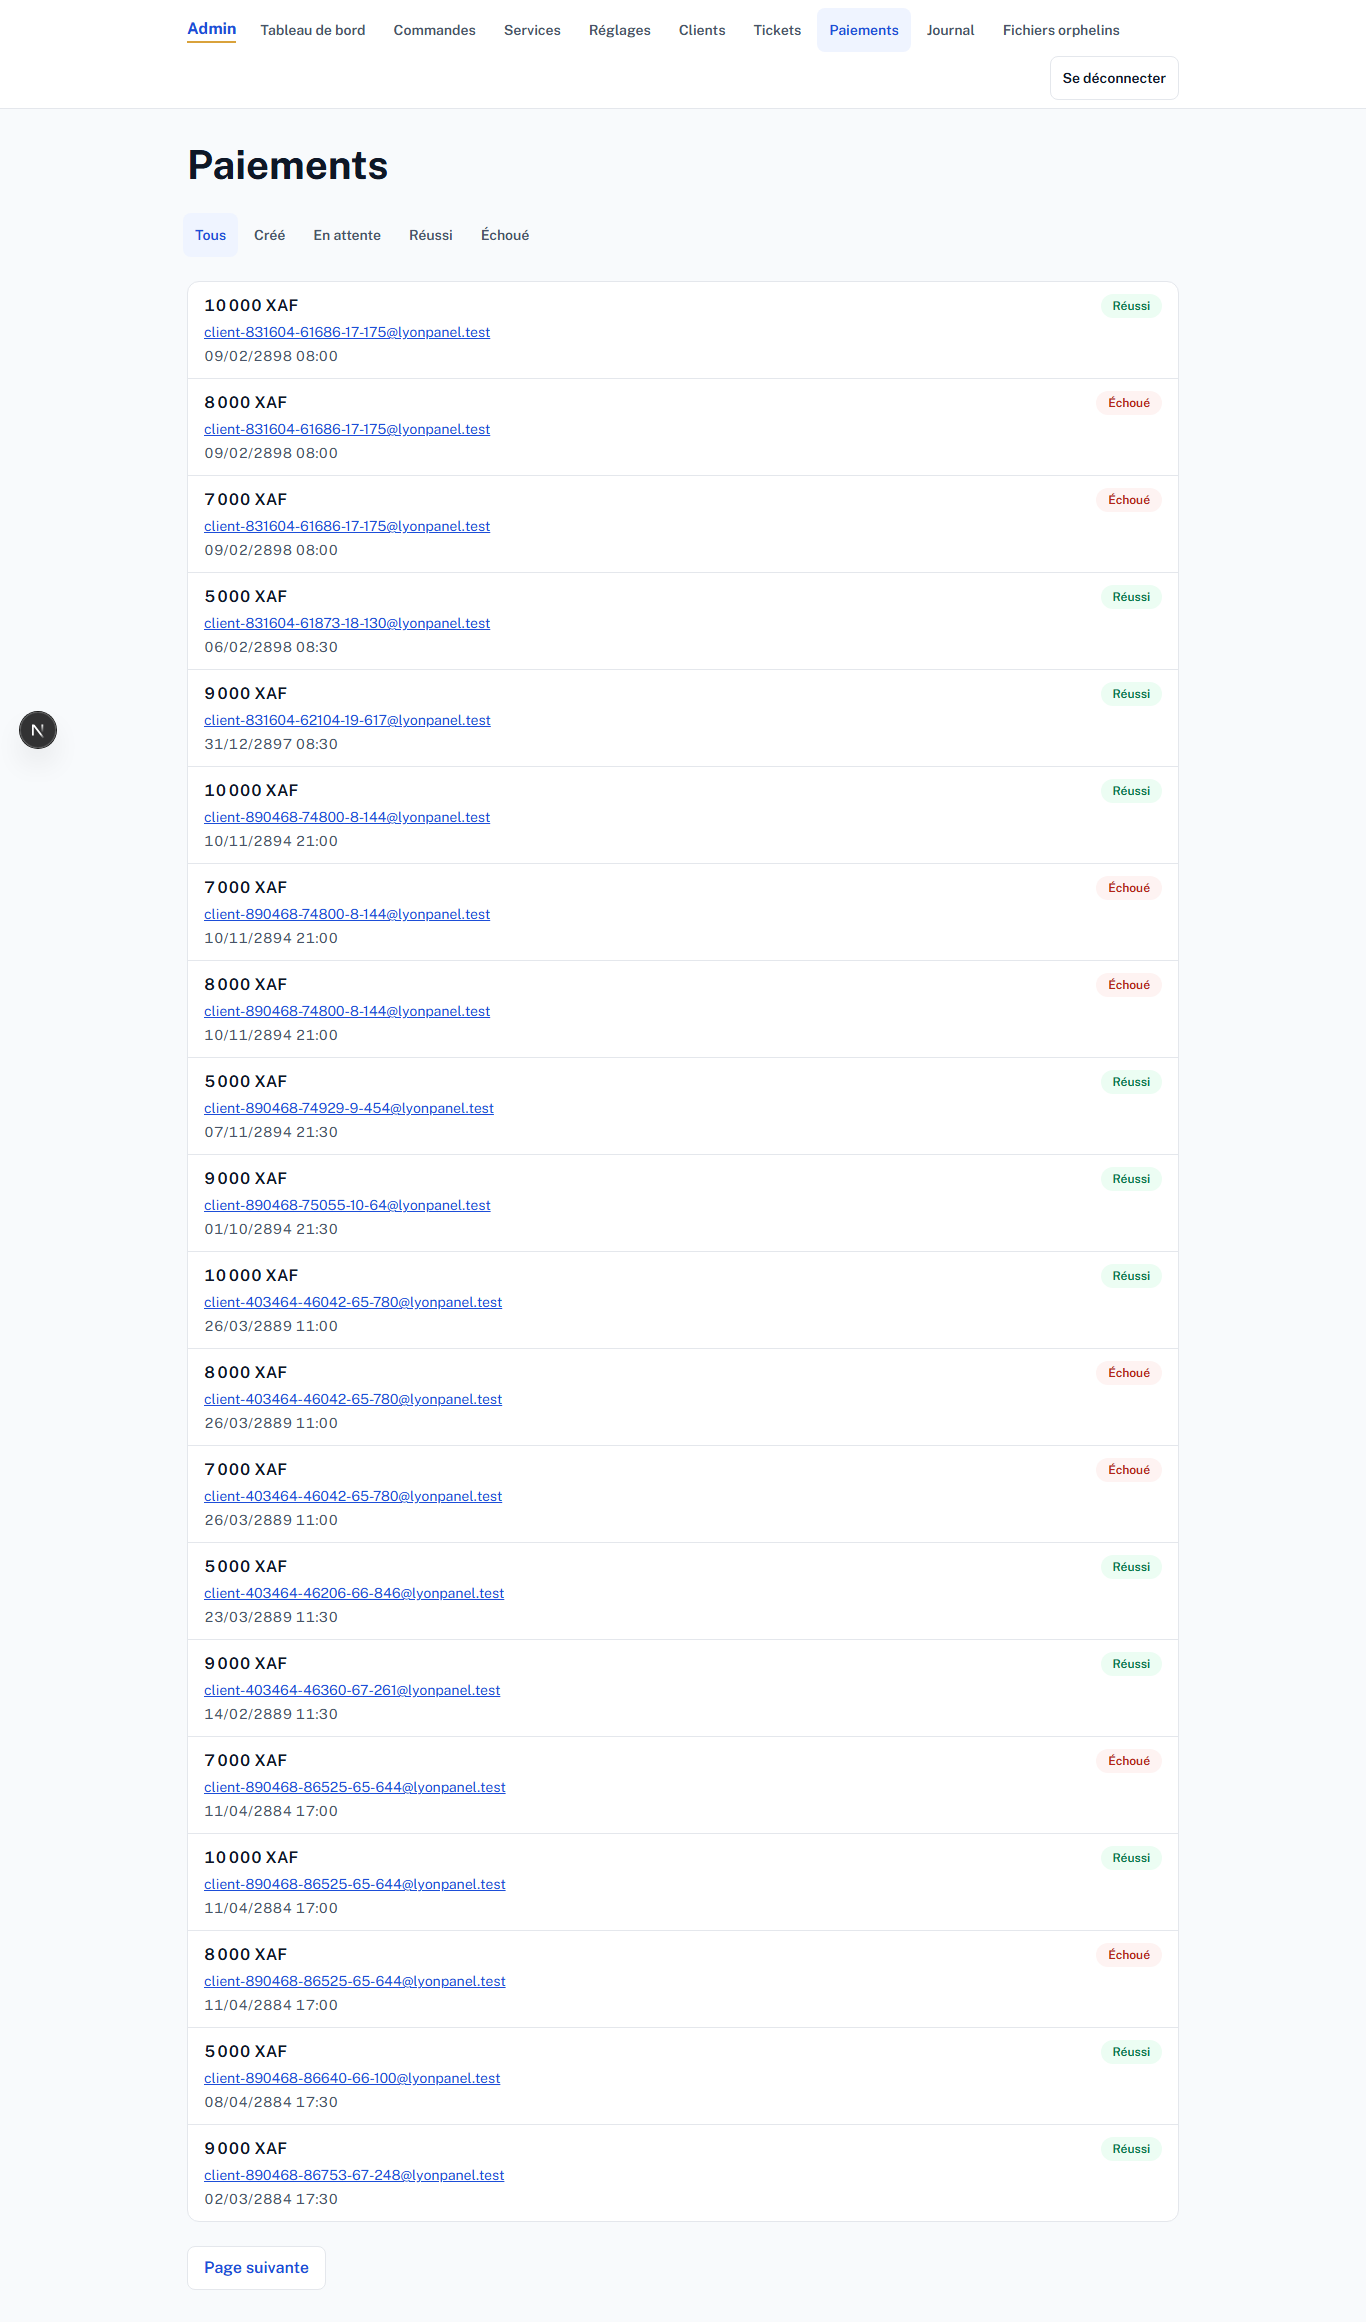 Admin Tableau de bord Commandes Services Réglages Clients Tickets Paiements Journal Fichiers orphelins
Se déconnecter
Paiements
Tous Créé En attente Réussi Échoué
10 000 XAF Réussi
client-831604-61686-17-175@lyonpanel.test
09/02/2898 08:00
8 000 XAF Échoué
client-831604-61686-17-175@lyonpanel.test
09/02/2898 08:00
7 000 XAF Échoué
client-831604-61686-17-175@lyonpanel.test
09/02/2898 08:00
5 000 XAF Réussi
client-831604-61873-18-130@lyonpanel.test
06/02/2898 08:30
9 000 XAF Réussi
client-831604-62104-19-617@lyonpanel.test
31/12/2897 08:30
N
10 000 XAF Réussi
client-890468-74800-8-144@lyonpanel.test
10/11/2894 21:00
7 000 XAF Échoué
client-890468-74800-8-144@lyonpanel.test
10/11/2894 21:00
8 000 XAF Échoué
client-890468-74800-8-144@lyonpanel.test
10/11/2894 21:00
5 000 XAF Réussi
client-890468-74929-9-454@lyonpanel.test
07/11/2894 21:30
9 000 XAF Réussi
client-890468-75055-10-64@lyonpanel.test
01/10/2894 21:30
10 000 XAF Réussi
client-403464-46042-65-780@lyonpanel.test
26/03/2889 11:00
8 000 XAF Échoué
client-403464-46042-65-780@lyonpanel.test
26/03/2889 11:00
7 000 XAF Échoué
client-403464-46042-65-780@lyonpanel.test
26/03/2889 11:00
5 000 XAF Réussi
client-403464-46206-66-846@lyonpanel.test
23/03/2889 11:30
9 000 XAF Réussi
client-403464-46360-67-261@lyonpanel.test
14/02/2889 11:30
7 000 XAF Échoué
client-890468-86525-65-644@lyonpanel.test
11/04/2884 17:00
10 000 XAF Réussi
client-890468-86525-65-644@lyonpanel.test
11/04/2884 17:00
8 000 XAF Échoué
client-890468-86525-65-644@lyonpanel.test
11/04/2884 17:00
5 000 XAF Réussi
client-890468-86640-66-100@lyonpanel.test
08/04/2884 17:30
9 000 XAF Réussi
client-890468-86753-67-248@lyonpanel.test
02/03/2884 17:30
Page suivante